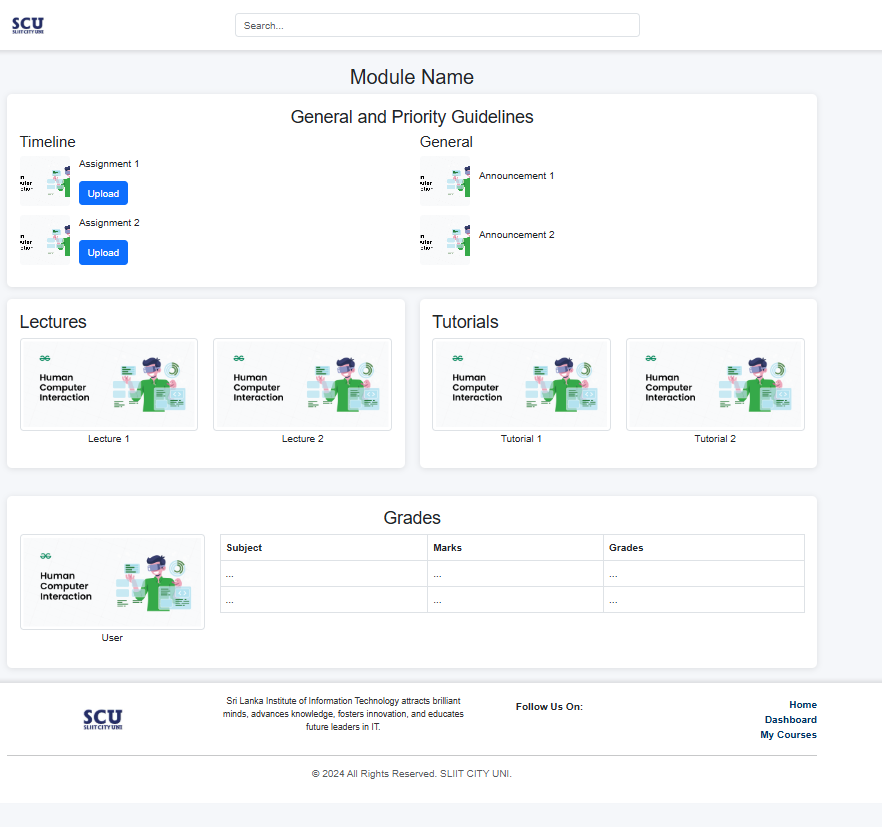 SCU
SLIIT CITY UNI
Search...
Module Name
General and Priority Guidelines
Timeline
General
Assignment 1
Upload
Announcement 1
Assignment 2
Upload
Announcement 2
Lectures
Tutorials
Human
Computer
Interaction
Human
Computer
Interaction
Human
Computer
Interaction
Human
Computer
Interaction
Lecture 1
Lecture 2
Tutorial 1
Tutorial 2
Grades
Human
Computer
Interaction
User
Subject Marks Grades
... ... ...
... ... ...
SCU
SLIIT CITY UNI
Sri Lanka Institute of Information Technology attracts brilliant
minds, advances knowledge, fosters innovation, and educates
future leaders in IT.
Follow Us On:
Home
Dashboard
My Courses
© 2024 All Rights Reserved. SLIIT CITY UNI.